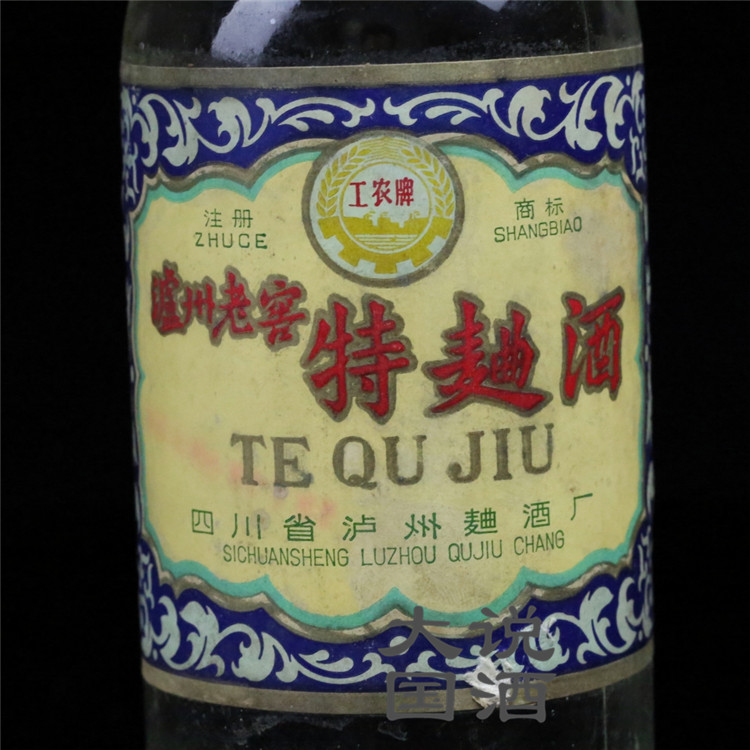 工农牌
注册 商标
ZHUCE SHANGBIAO
泸州老窖 特麯酒
TE QU JIU
四川省泸州麯酒厂
SICHUANSHENG LUZHOU QUJIU CHANG
大说
国酒